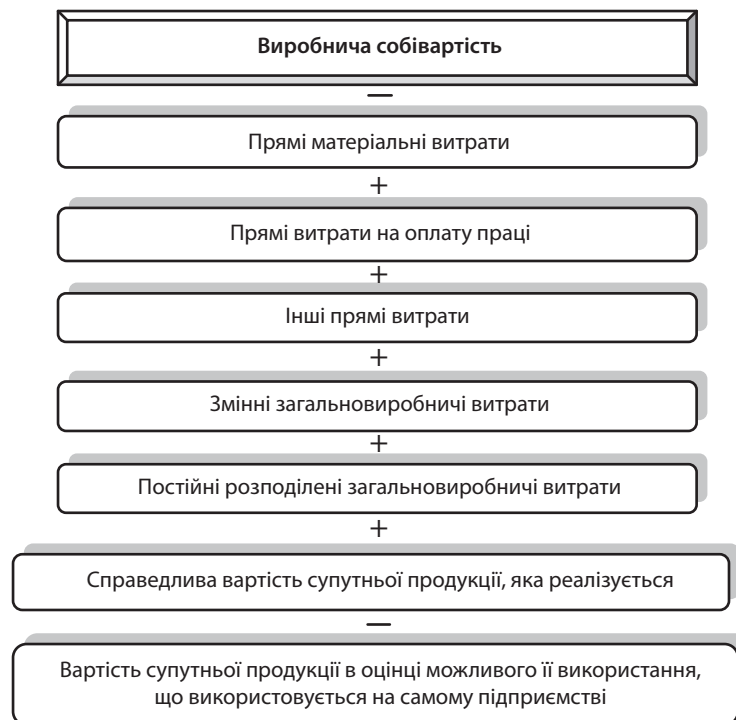 Виробнича собівартість
—
Прямі матеріальні витрати
+
Прямі витрати на оплату праці
+
Інші прямі витрати
+
Змінні загальновиробничі витрати
+
Постійні розподілені загальновиробничі витрати
+
Справедлива вартість супутньої продукції, яка реалізується
—
Вартість супутньої продукції в оцінці можливого її використання,
що використовується на самому підприємстві